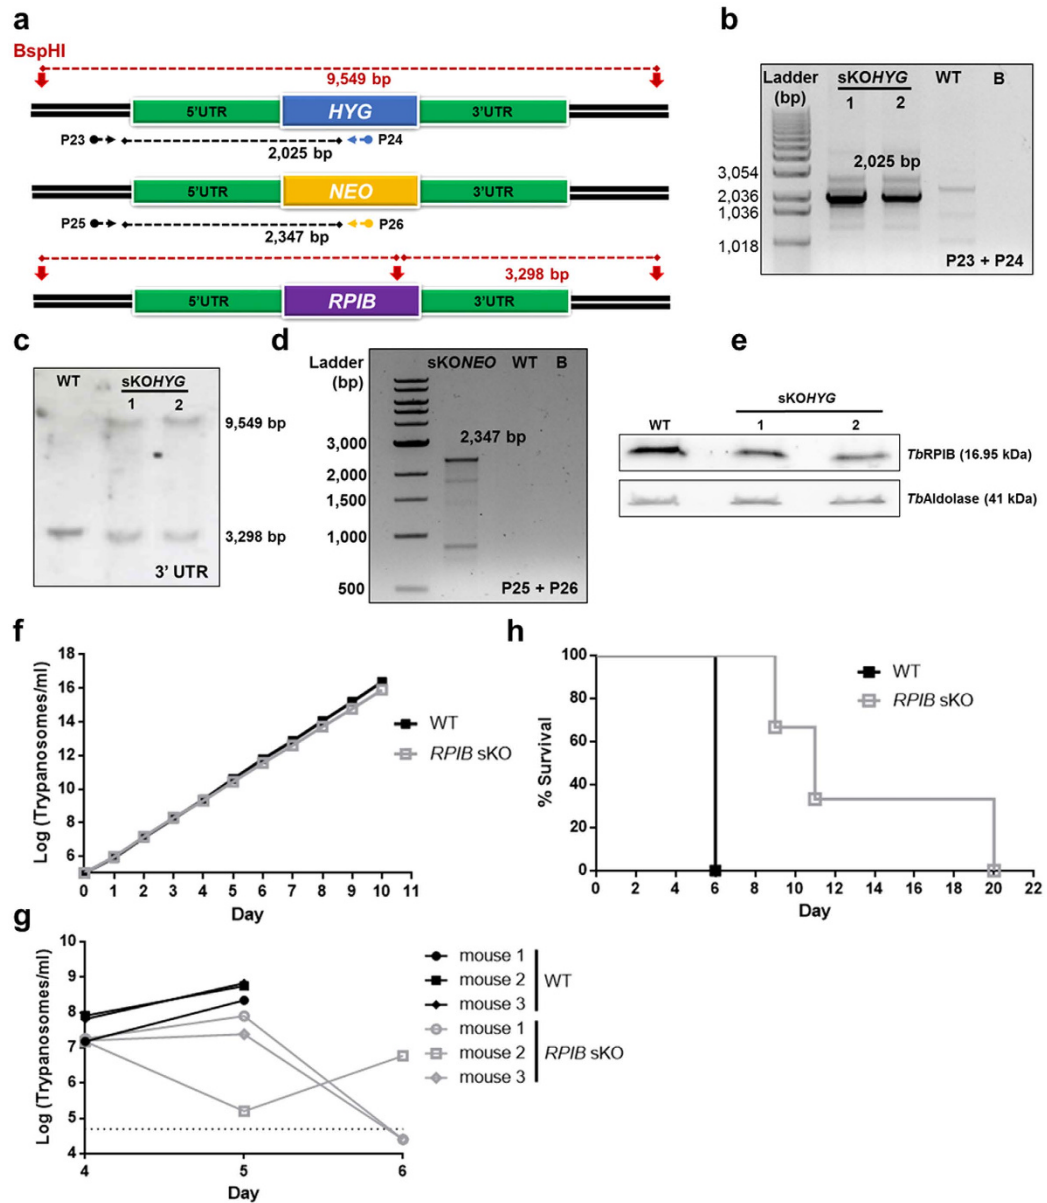 a
BspHI
9,549 bp
5'UTR HYG 3'UTR
P23 P24
2,025 bp
5'UTR NEO 3'UTR
P25 P26
2,347 bp
3,298 bp
5'UTR RPIB 3'UTR
b
Ladder sKOHYG WT B
(bp) 1 2
2,025 bp
3,054
2,036
1,036
1,018
P23 + P24
c
WT sKOHYG
1 2
9,549 bp
3,298 bp
3' UTR
d
Ladder sKONEO WT B
(bp)
2,347 bp
3,000
2,000
1,500
1,000
500
P25 + P26
e
sKOHYG
WT 1 2
TbRPIB (16.95 kDa)
TbAldolase (41 kDa)
f
Log (Trypanosomes/ml)
18
16
14
12
10
8
6
0 1 2 3 4 5 6 7 8 9 10 11
Day
WT
RPIB sKO
h
% Survival
100
80
60
40
20
0
0 2 4 6 8 10 12 14 16 18 20 22
Day
WT
RPIB sKO
g
Log (Trypanosomes/ml)
10
9
8
7
6
5
4
4 5 6
Day
mouse 1
mouse 2 WT
mouse 3
mouse 1
mouse 2 RPIB sKO
mouse 3